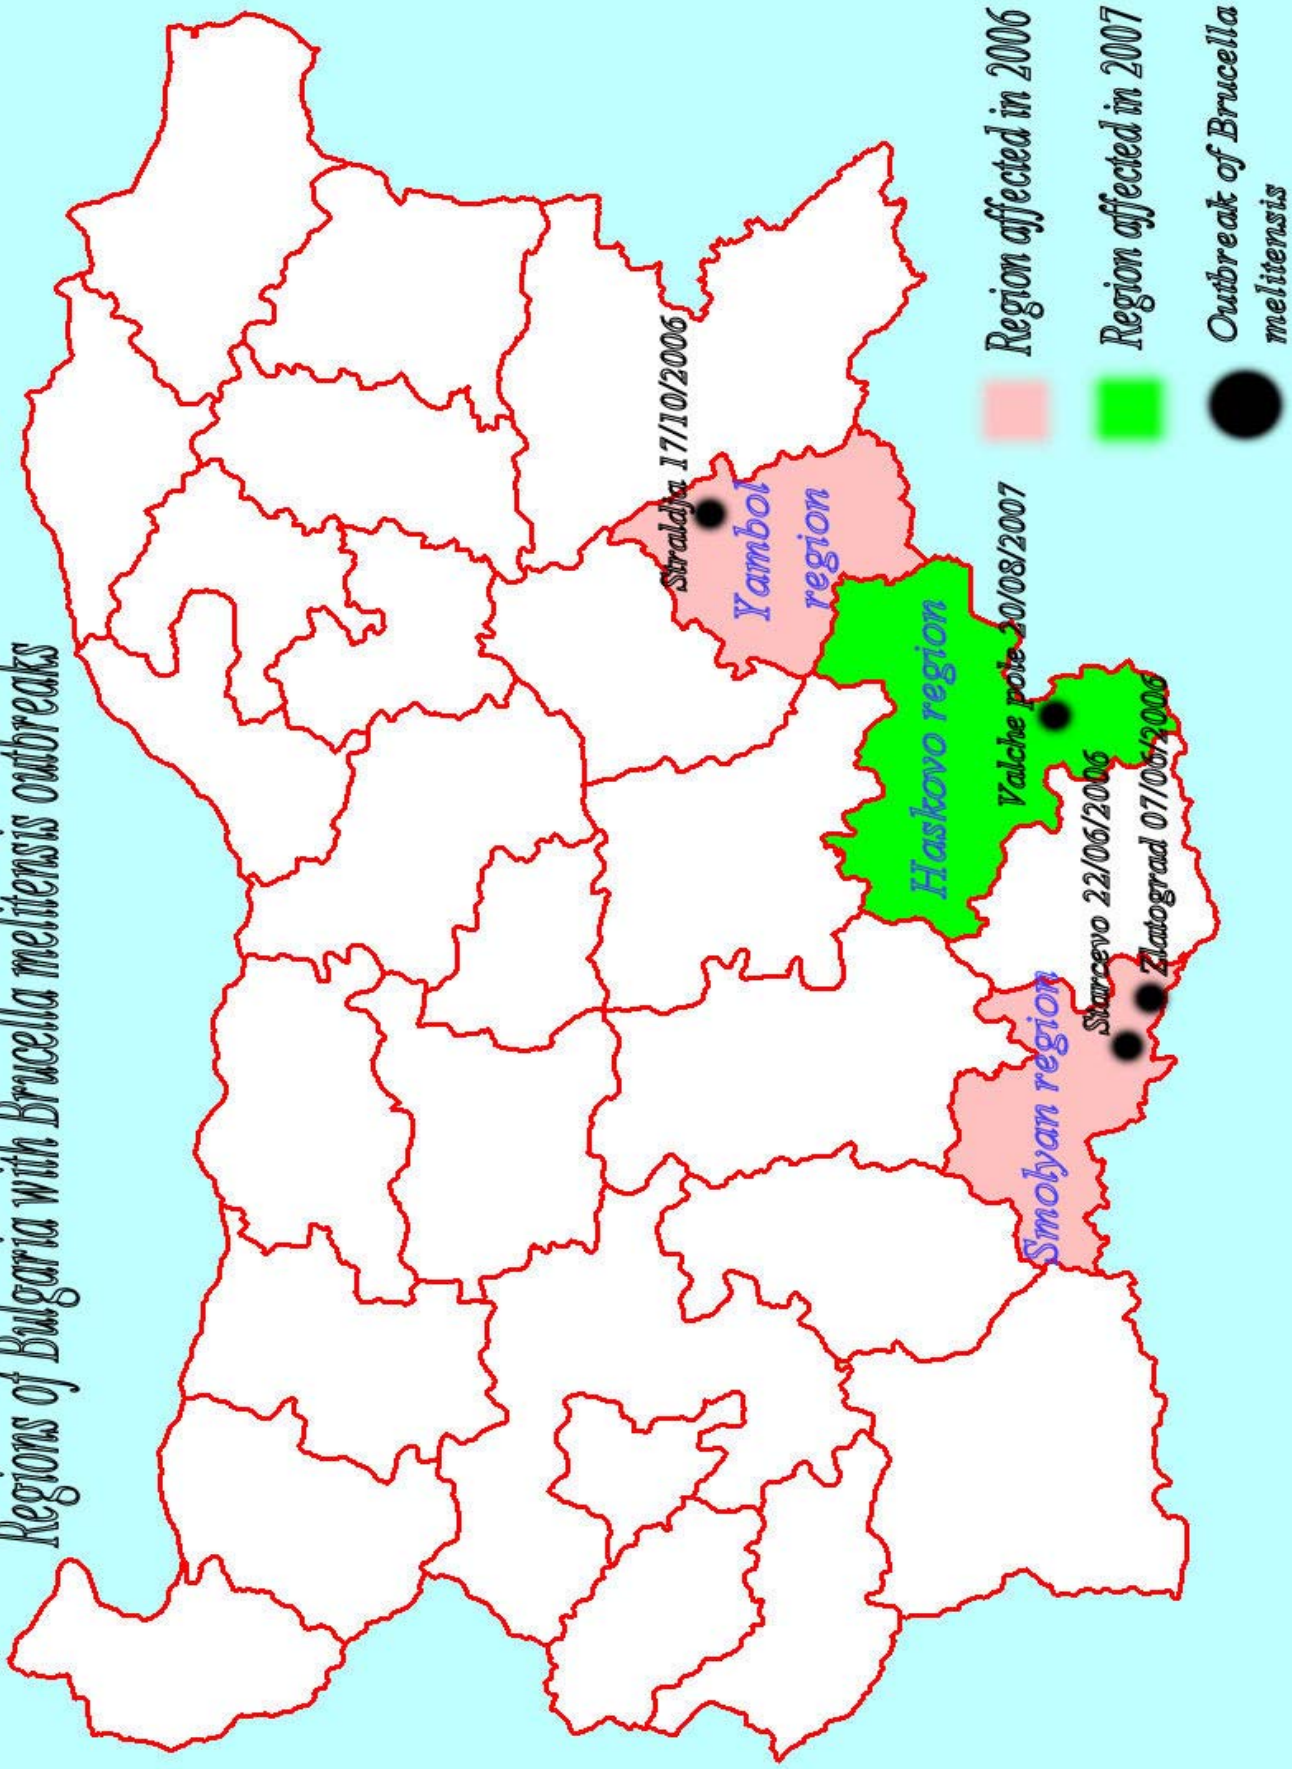 Regions of Bulgaria with Brucella melitensis outbreaks
Straldja 17/10/2006
Yambol
region
Haskovo region
Valche pole 20/08/2007
Smolyan region
Starcevo 22/06/2006
Zlatograd 07/06/2006
Region affected in 2006
Region affected in 2007
Outbreak of Brucella
melitensis